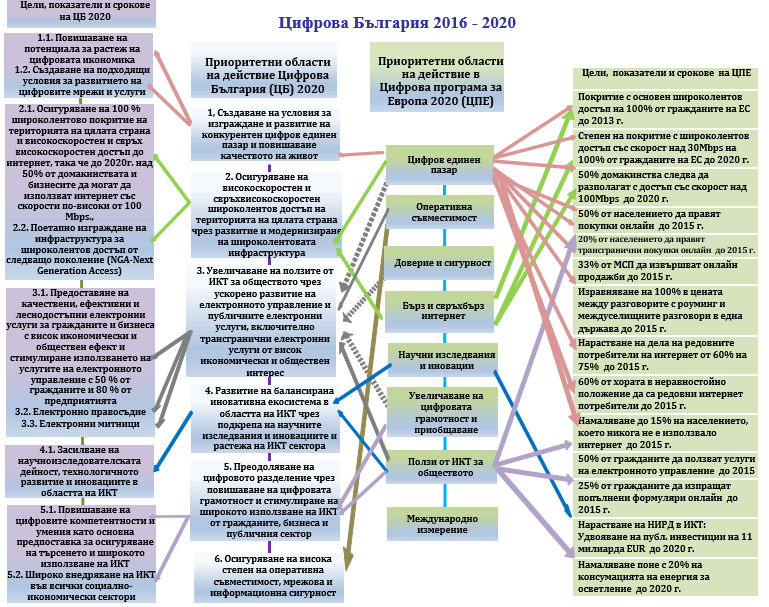 Цели, показатели и срокове
на ЦБ 2020
Цифрова България 2016 - 2020
1.1. Повишаване на
потенциала за растеж на
цифровата икономика
1.2. Създаване на подходящи
условия за развитието на
цифровите мрежи и услуги
2.1. Осигуряване на 100 %
широколентово покритие на
територията на цялата страна
и високоскоростен и свръх
високоскоростен достъп до
интернет, така че до 2020г. над
50% от домакинствата и
бизнесите да могат да
използват интернет със
скорости по-високи от 100
Mbps.,
2.2. Поетапно изграждане на
инфраструктура за
широколентов достъп от
следващо поколение (NGA-Next
Generation Access)
3.1. Предоставяне на
качествени, ефективни и
леснодостъпни електронни
услуги за гражданите и бизнеса
с висок икономически и
обществен ефект и
стимулиране използването на
услугите на електронното
управление с 50 % от
гражданите и 80 % от
предприятията
3.2. Електронно правосъдие
3.3. Електронни митници
4.1. Засилване на
научноизследователската
дейност, технологичното
развитие и иновациите в
областта на ИКТ
5.1. Повишаване на
цифровите компетентности и
умения като основна
предпоставка за осигуряване
на търсенето и широкото
използване на ИКТ
5.2. Широко внедряване на ИКТ
във всички социално-
икономически сектори
Приоритетни области
на действие Цифрова
България (ЦБ) 2020
1, Създаване на условия за
изграждане и развитие на
конкурентен цифров единен
пазар и повишаване
качеството на живот
2. Осигуряване на
високоскоростен и
свръхвисокоскоростен
широколентов достъп на
територията на цялата страна
чрез развитие и модернизиране
на широколентовата
инфраструктура
3. Увеличаване на ползите от
ИКТ за обществото чрез
ускорено развитие на
електронното управление и
публичните електронни
услуги, включително
трансгранични електронни
услуги от висок
икономически и обществен
интерес
4. Развитие на балансирана
иновативна екосистема в
областта на ИКТ чрез
подкрепа на научните
изследвания и иновациите и
растежа на ИКТ сектора
5. Преодоляване на
цифровото разделение чрез
повишаване на цифровата
грамотност и стимулиране на
широкото използване на ИКТ
от гражданите, бизнеса и
публичния сектор
6. Осигуряване на висока
степен на оперативна
съвместимост, мрежова и
информационна сигурност
Приоритетни области
на действие в
Цифрова програма за
Европа 2020 (ЦПЕ)
Цифров единен
пазар
Оперативна
съвместимост
Доверие и сигурност
Бърз и свръхбърз
интернет
Научни изследвания
и иновации
Увеличаване на
цифровата
грамотност и
приобщаване
Ползи от ИКТ за
обществото
Международно
измерение
Цели, показатели и срокове на ЦПЕ
Покритие с основен широколентов
достъп на 100% от гражданите на ЕС
до 2013 г.
Степен на покритие с широколентов
достъп със скорост над 30Mbps на
100% от гражданите на ЕС до 2020 г.
50% домакинства следва да
разполагат с достъп със скорост над
100Mbps до 2020 г.
50% от населението да правят
покупки онлайн до 2015 г.
20% от населението да правят
трансгранични покупки онлайн до 2015 г.
33% от МСП да извършват онлайн
продажби до 2015 г.
Изравняване на 100% в цената
между разговорите с роуминг и
междуселищните разговори в една
държава до 2015 г.
Нарастване на дела на редовните
потребители на интернет от 60% на
75% до 2015 г.
60% от хората в неравностойно
положение да са редовни интернет
потребители до 2015 г.
Намаляване до 15% на населението,
което никога не е използвало
интернет до 2015 г.
50% от гражданите да ползват услуги
на електронното управление до 2015
25% от гражданите да изпращат
попълнени формуляри онлайн до
2015 г.
Нарастване на НИРД в ИКТ:
Удвояване на публ. инвестиции на 11
милиарда EUR до 2020 г.
Намаляване поне с 20% на
консумацията на енергия за
осветление до 2020 г.